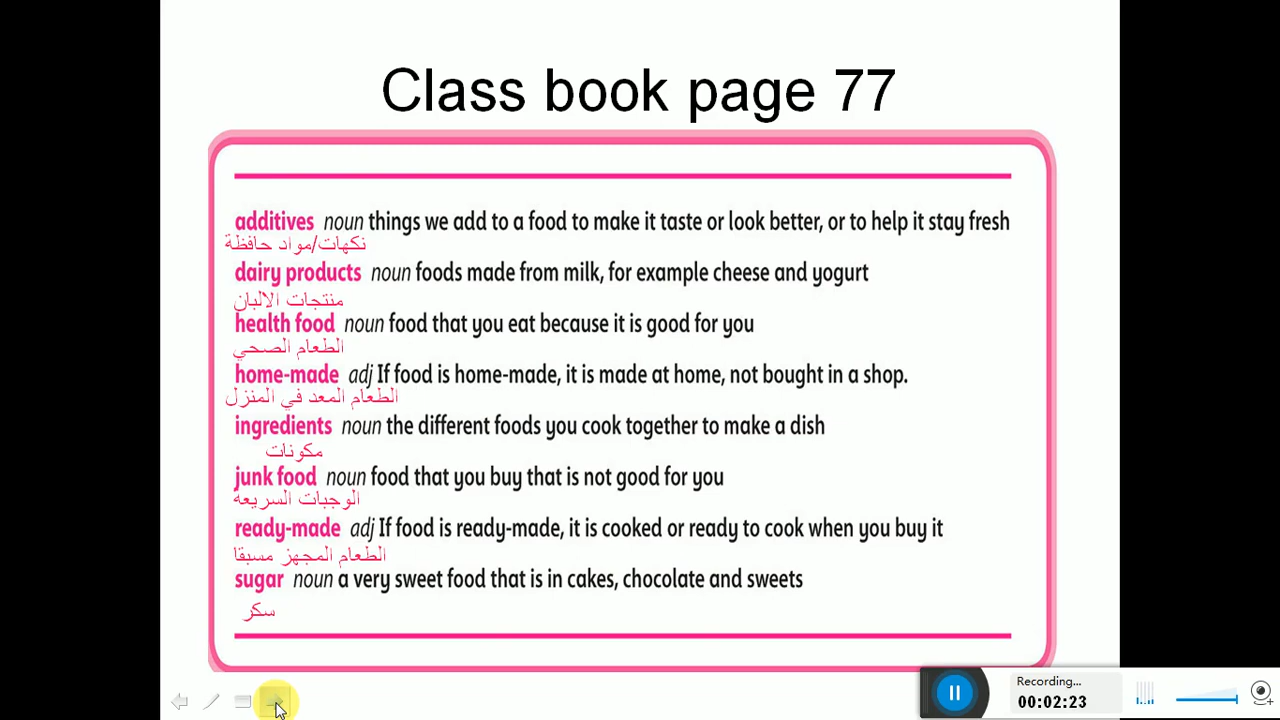 Class book page 77
additives noun things we add to a food to make it taste or look better, or to help it stay fresh
نكهات/مواد حافظة
dairy products noun foods made from milk, for example cheese and yogurt
منتجات الالبان
health food noun food that you eat because it is good for you
الطعام الصحي
home-made adj If food is home-made, it is made at home, not bought in a shop.
الطعام المعد في المنزل
ingredients noun the different foods you cook together to make a dish
مكونات
junk food noun food that you buy that is not good for you
الوجبات السريعة
ready-made adj If food is ready-made, it is cooked or ready to cook when you buy it
الطعام المجهز مسبقا
sugar noun a very sweet food that is in cakes, chocolate and sweets
سكر
Recording...
00:02:23